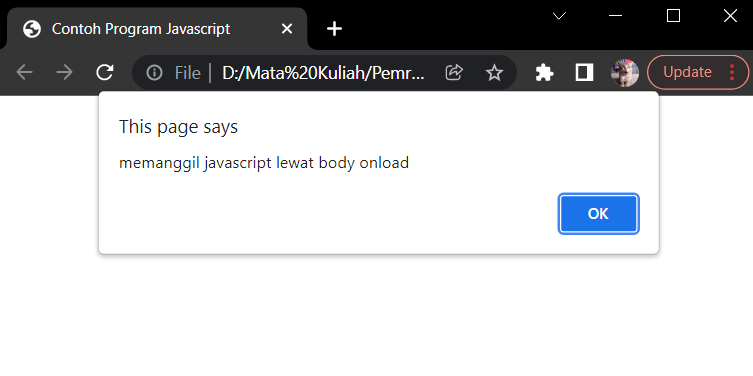 Contoh Program Javascript
File
D:/Mata%20Kuliah/Pemr...
Update
This page says
memanggil javascript lewat body onload
OK